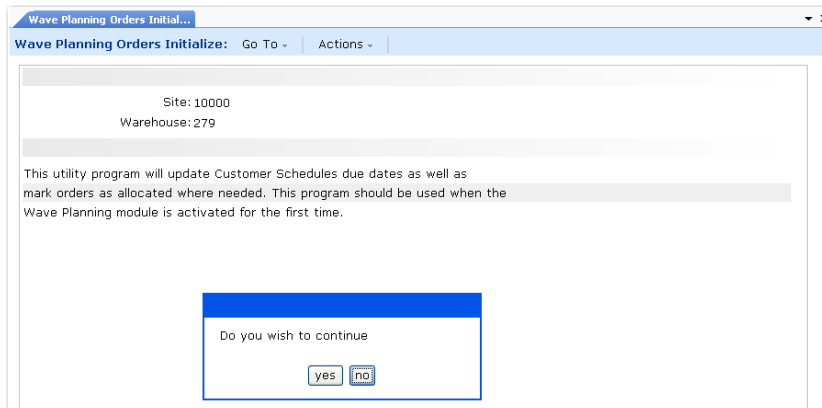 Wave Planning Orders Initial...
Wave Planning Orders Initialize: Go To Actions
Site: 10000
Warehouse: 279
This utility program will update Customer Schedules due dates as well as
mark orders as allocated where needed. This program should be used when the
Wave Planning module is activated for the first time.
Do you wish to continue
yes no